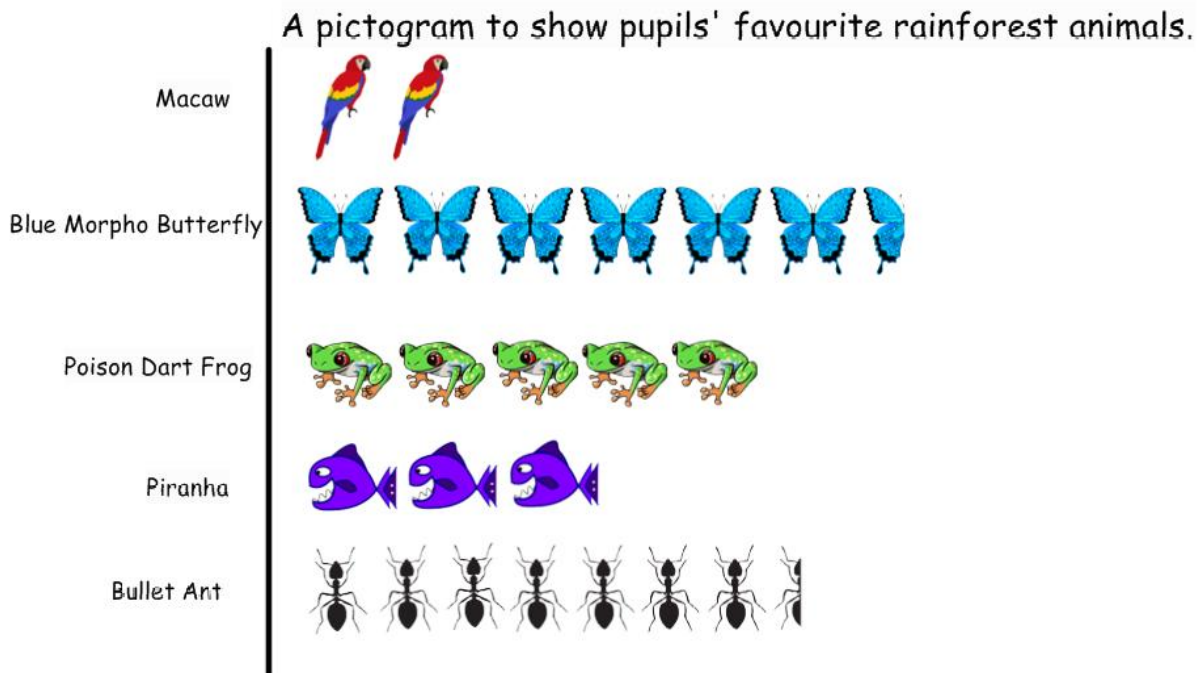 A pictogram to show pupils' favourite rainforest animals.
Macaw
Blue Morpho Butterfly
Poison Dart Frog
Piranha
Bullet Ant